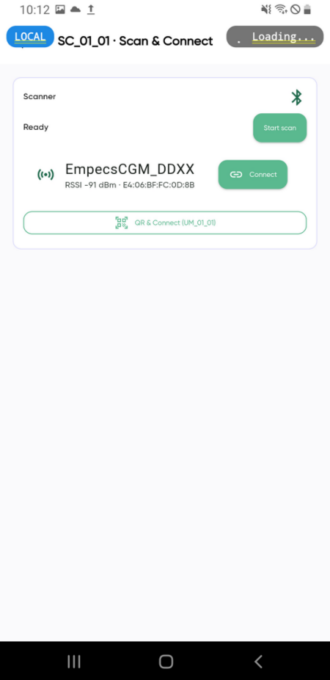 10:12
LOCAL
SC_01_01 · Scan & Connect
. Loading...
Scanner
Ready
Start scan
EmpecsCGM_DDXX
RSSI -91 dBm · E4:06:BF:FC:0D:8B
Connect
QR & Connect (UM_01_01)